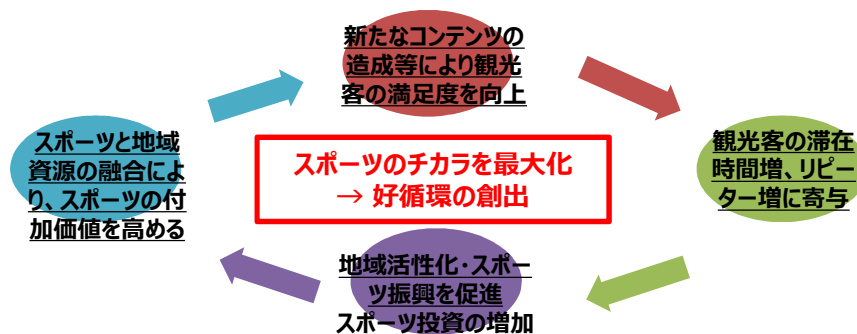 新たなコンテンツの
造成等により観光
客の満足度を向上
スポーツと地域
資源の融合によ
り、スポーツの付
加価値を高める
スポーツのチカラを最大化
→ 好循環の創出
観光客の滞在
時間増、リピー
ター増に寄与
地域活性化・スポー
ツ振興を促進
スポーツ投資の増加